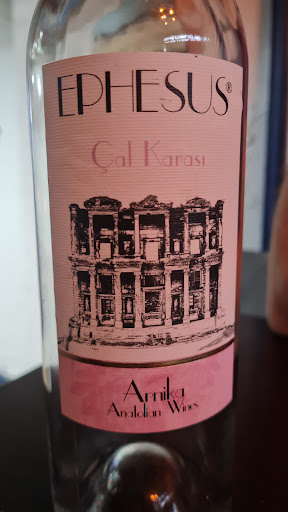 EPHESUS®
Çal Karası
Arnika
Anatolian Wines